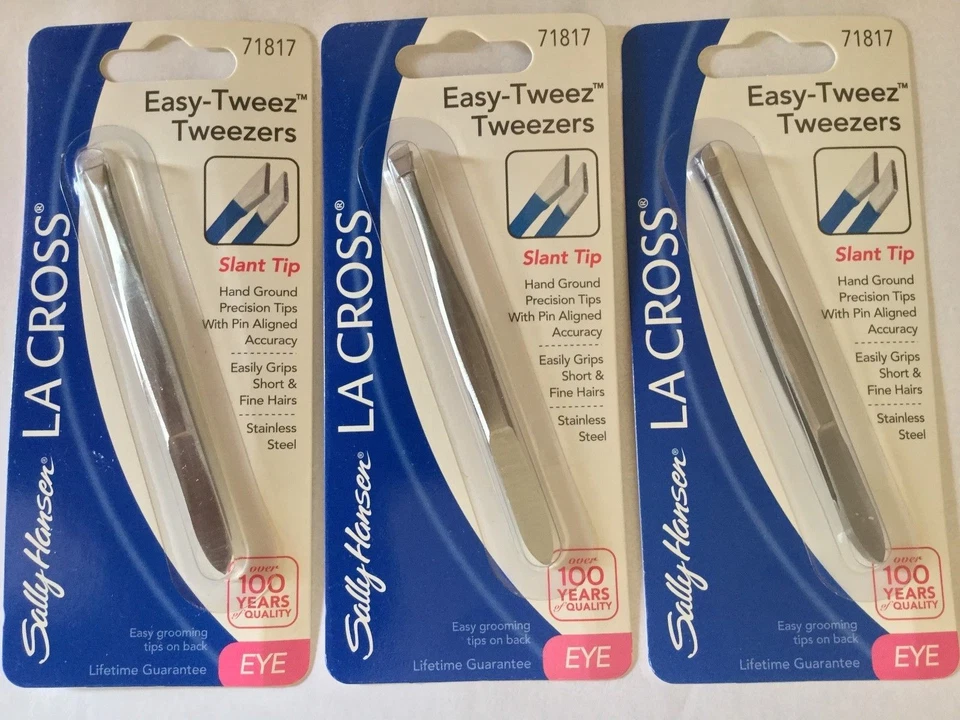 71817
Easy-Tweez™
Tweezers
Slant Tip
Hand Ground
Precision Tips
With Pin Aligned
Accuracy
Easily Grips
Short &
Fine Hairs
Stainless
Steel
LA CROSS®
Sally Hansen®
over
100
YEARS
of QUALITY
Easy grooming
tips on back
Lifetime Guarantee
EYE
71817
Easy-Tweez™
Tweezers
Slant Tip
Hand Ground
Precision Tips
With Pin Aligned
Accuracy
Easily Grips
Short &
Fine Hairs
Stainless
Steel
LA CROSS®
Sally Hansen®
over
100
YEARS
of QUALITY
Easy grooming
tips on back
Lifetime Guarantee
EYE
71817
Easy-Tweez™
Tweezers
Slant Tip
Hand Ground
Precision Tips
With Pin Aligned
Accuracy
Easily Grips
Short &
Fine Hairs
Stainless
Steel
LA CROSS®
Sally Hansen®
over
100
YEARS
of QUALITY
Easy grooming
tips on back
Lifetime Guarantee
EYE